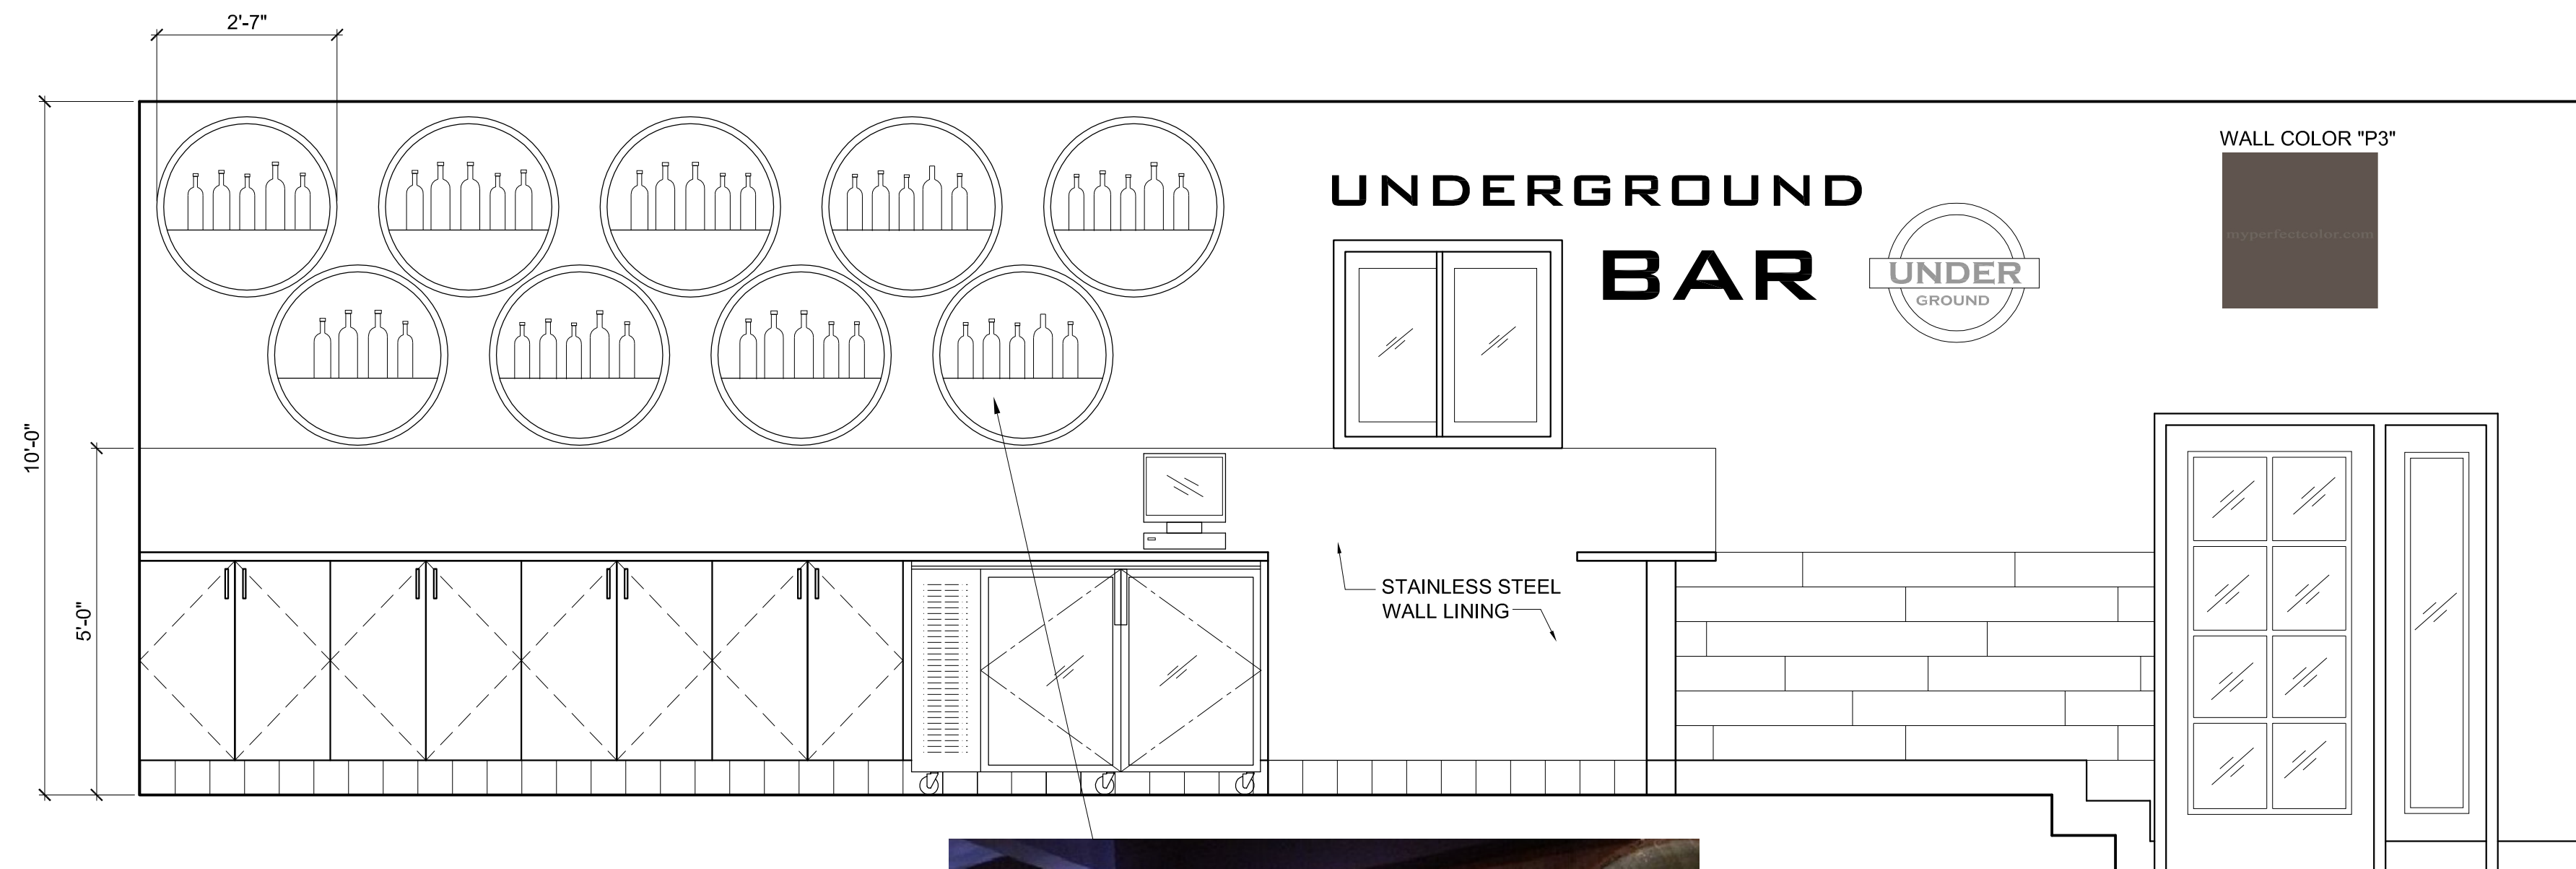 2'-7"
10'-0"
5'-0"
UNDERGROUND
BAR
UNDER
GROUND
WALL COLOR "P3"
myperfectcolor.com
STAINLESS STEEL
WALL LINING